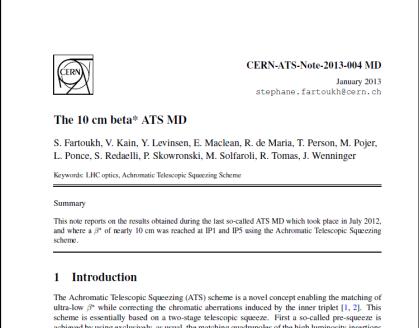 CERN
CERN-ATS-Note-2013-004 MD
January 2013
stephane.fartoukh@cern.ch
The 10 cm beta* ATS MD
S. Fartoukh, V. Kain, Y. Levinsen, E. Maclean, R. de Maria, T. Person, M. Pojer,
L. Ponce, S. Redaelli, P. Skowronski, M. Solfaroli, R. Tomas, J. Wenninger
Keywords: LHC optics, Achromatic Telescopic Squeezing Scheme
Summary
This note reports on the results obtained during the last so-called ATS MD which took place in July 2012,
and where a β* of nearly 10 cm was reached at IP1 and IP5 using the Achromatic Telescopic Squeezing
scheme.
1 Introduction
The Achromatic Telescopic Squeezing (ATS) scheme is a novel concept enabling the matching of
ultra-low β* while correcting the chromatic aberrations induced by the inner triplet [1, 2]. This
scheme is essentially based on a two-stage telescopic squeeze. First a so-called pre-squeeze is
achieved by using exclusively, as usual, the matching quadrupoles of the high luminosity insertions